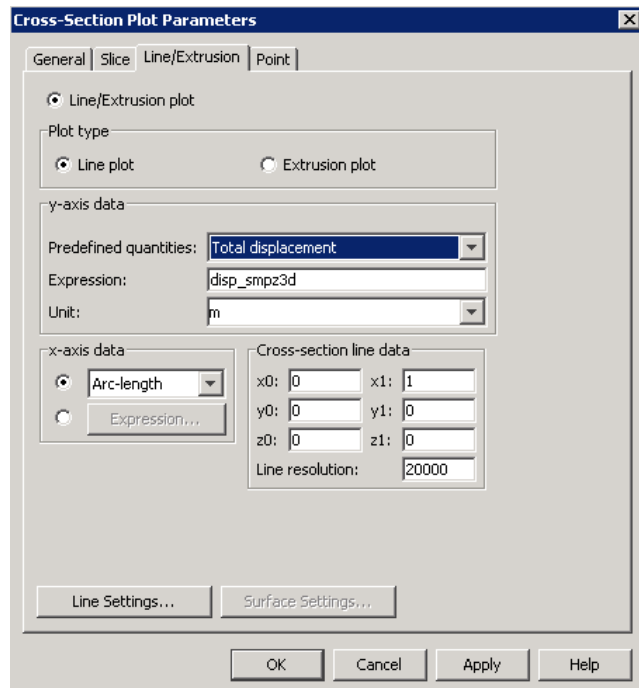 Cross-Section Plot Parameters
General Slice Line/Extrusion Point
Line/Extrusion plot
Plot type
Line plot Extrusion plot
y-axis data
Predefined quantities: Total displacement
Expression: disp_smpz3d
Unit: m
x-axis data
Arc-length
Expression...
Cross-section line data
x0: 0 x1: 1
y0: 0 y1: 0
z0: 0 z1: 0
Line resolution: 20000
Line Settings... Surface Settings...
OK Cancel Apply Help